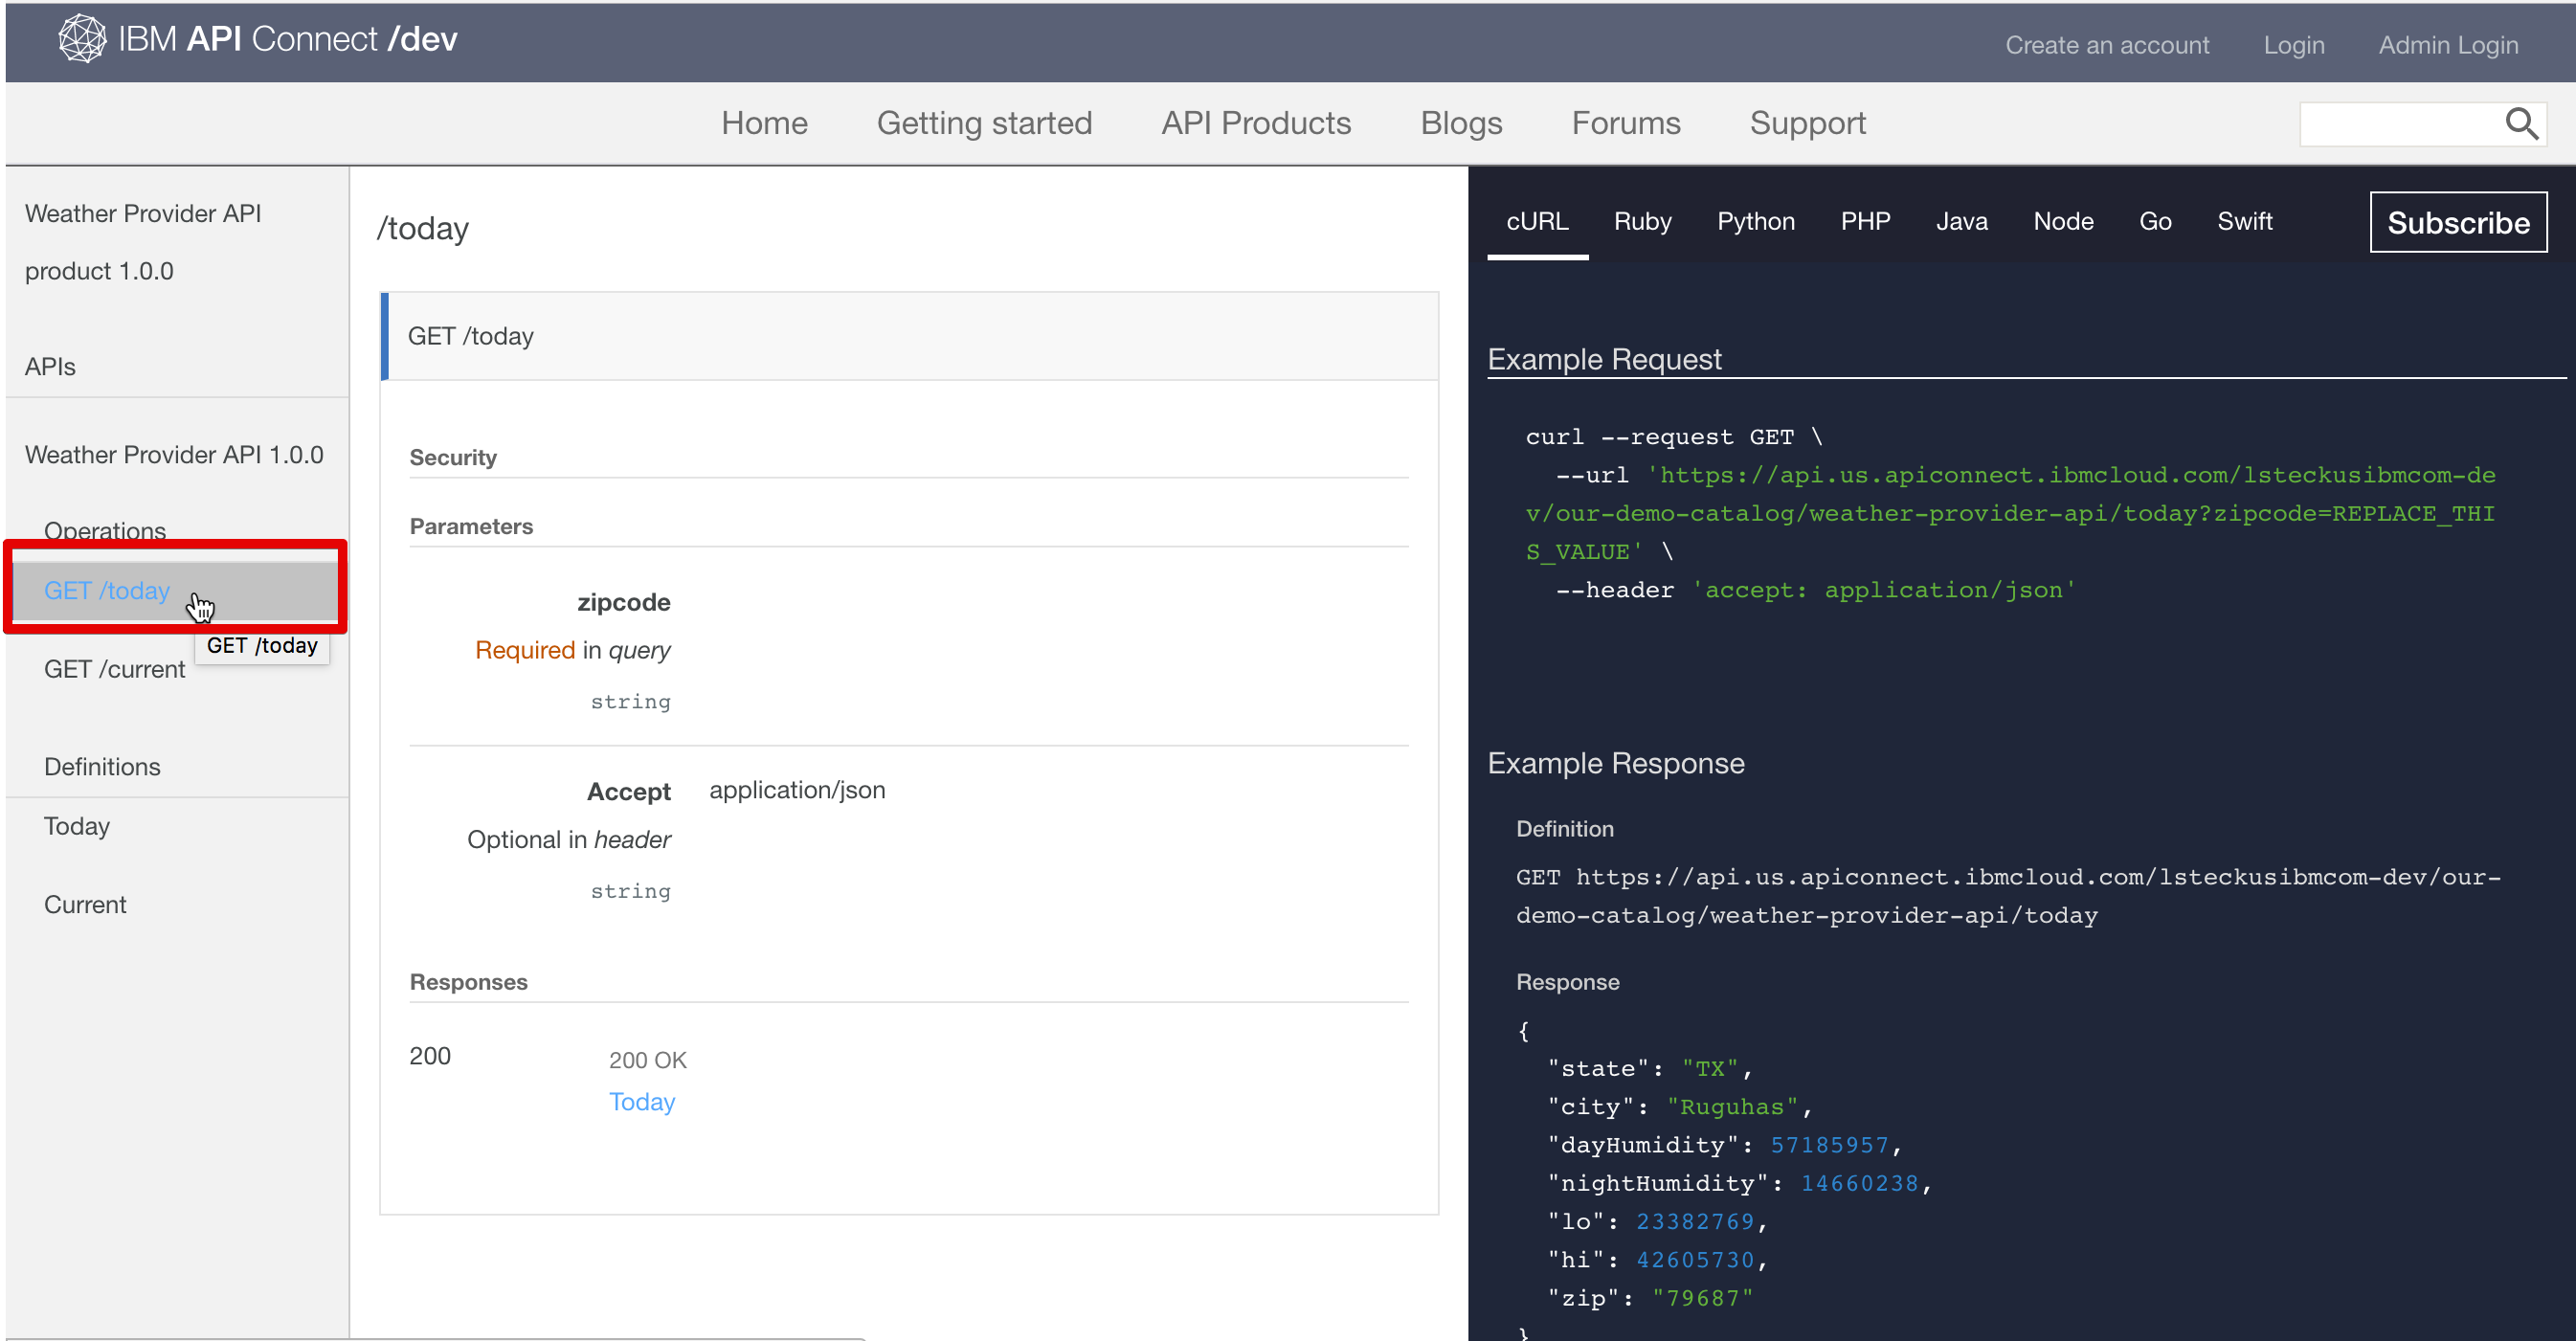 IBM API Connect /dev
Create an account Login Admin Login
Home Getting started API Products Blogs Forums Support
Weather Provider API
product 1.0.0
APIs
Weather Provider API 1.0.0
Operations
GET /today
GET /today
GET /current
Definitions
Today
Current
/today
GET /today
Security
Parameters
zipcode
Required in query
string
Accept application/json
Optional in header
string
Responses
200 200 OK
Today
cURL Ruby Python PHP Java Node Go Swift Subscribe
Example Request
curl --request GET \
--url 'https://api.us.apiconnect.ibmcloud.com/lsteckusibmcom-de
v/our-demo-catalog/weather-provider-api/today?zipcode=REPLACE_THI
S_VALUE' \
--header 'accept: application/json'
Example Response
Definition
GET https://api.us.apiconnect.ibmcloud.com/lsteckusibmcom-dev/our-
demo-catalog/weather-provider-api/today
Response
{
"state": "TX",
"city": "Ruguhas",
"dayHumidity": 57185957,
"nightHumidity": 14660238,
"lo": 23382769,
"hi": 42605730,
"zip": "79687"
}